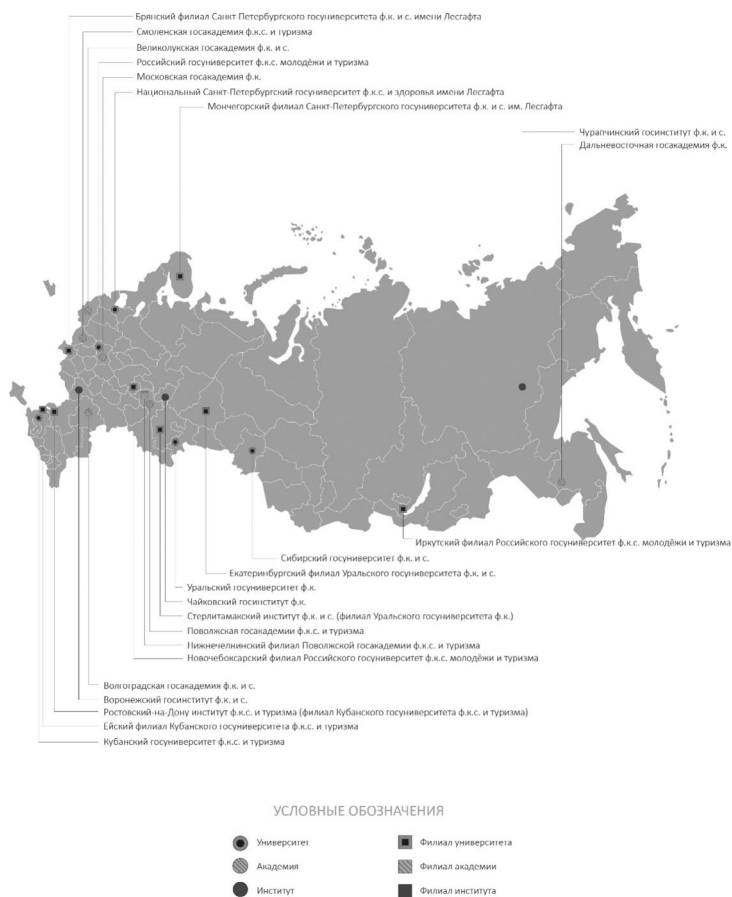 Брянский филиал Санкт-Петербургского госуниверситета ф.к. и с. имени Лесгафта
Смоленская госакадемия ф.к.с. и туризма
Великолукская госакадемия ф.к. и с.
Российский госуниверситет ф.к.с. молодёжи и туризма
Московская госакадемия ф.к.
Национальный Санкт-Петербургский госуниверситет ф.к.с. и здоровья имени Лесгафта
Мончегорский филиал Санкт-Петербургского госуниверситета ф.к. и с. им. Лесгафта
Чурапчинский госинститут ф.к. и с.
Дальневосточная госакадемия ф.к.
Иркутский филиал Российского госуниверситет ф.к.с. молодёжи и туризма
Сибирский госуниверситет ф.к. и с.
Екатеринбургский филиал Уральского госуниверситета ф.к. и с.
Уральский госуниверситет ф.к.
Чайковский госинститут ф.к.
Стерлитамакский институт ф.к. и с. (филиал Уральского госуниверситета ф.к.)
Поволжская госакадемии ф.к.с. и туризма
Нижнечелнинский филиал Поволжской госакадемии ф.к.с. и туризма
Новочебоксарский филиал Российского госуниверситет ф.к.с. молодёжи и туризма
Волгоградская госакадемия ф.к. и с.
Воронежский госинститут ф.к. и с.
Ростовский-на-Дону институт ф.к.с. и туризма (филиал Кубанского госуниверситета ф.к.с. и туризма)
Ейский филиал Кубанского госуниверситета ф.к.с. и туризма
Кубанский госуниверситет ф.к.с. и туризма
УСЛОВНЫЕ ОБОЗНАЧЕНИЯ
Университет
Филиал университета
Академия
Филиал академии
Институт
Филиал института